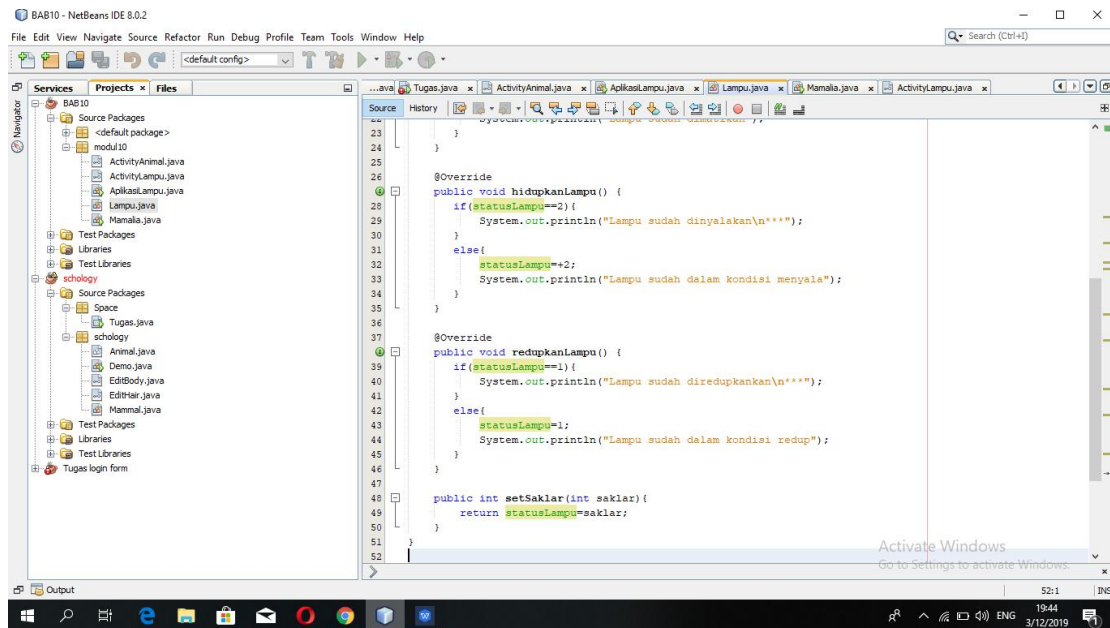 BAB10 - NetBeans IDE 8.0.2
File Edit View Navigate Source Refactor Run Debug Profile Team Tools Window Help
Search (Ctrl+I)
<default config>
Services Projects x Files
...ava Tugas.java x ActivityAnimal.java x AplikasiLampu.java x Lampu.java x Mamalia.java x ActivityLampu.java x
Source History
Navigator
BAB10
Source Packages
<default package>
modul10
ActivityAnimal.java
ActivityLampu.java
AplikasiLampu.java
Lampu.java
Mamalia.java
Test Packages
Libraries
Test Libraries
schology
Source Packages
Space
Tugas.java
schology
Animal.java
Demo.java
EditBody.java
EditHair.java
Mammal.java
Test Packages
Libraries
Test Libraries
Tugas login form
22 System.out.println("Lampu sudah dimatikan");
23 }
24 }
25
26 @Override
public void hidupkanLampu() {
28 if(statusLampu==2){
29 System.out.println("Lampu sudah dinyalakan\n***");
30 }
31 else{
32 statusLampu=+2;
33 System.out.println("Lampu sudah dalam kondisi menyala");
34 }
35 }
36
37 @Override
public void redupkanLampu() {
39 if(statusLampu==1){
40 System.out.println("Lampu sudah diredupkankan\n***");
41 }
42 else{
43 statusLampu=1;
44 System.out.println("Lampu sudah dalam kondisi redup");
45 }
46 }
47
48 public int setSaklar(int saklar){
49 return statusLampu=saklar;
50 }
51 }
52
Activate Windows
Go to Settings to activate Windows.
Output
52:1 INS
ENG
19:44
3/12/2019